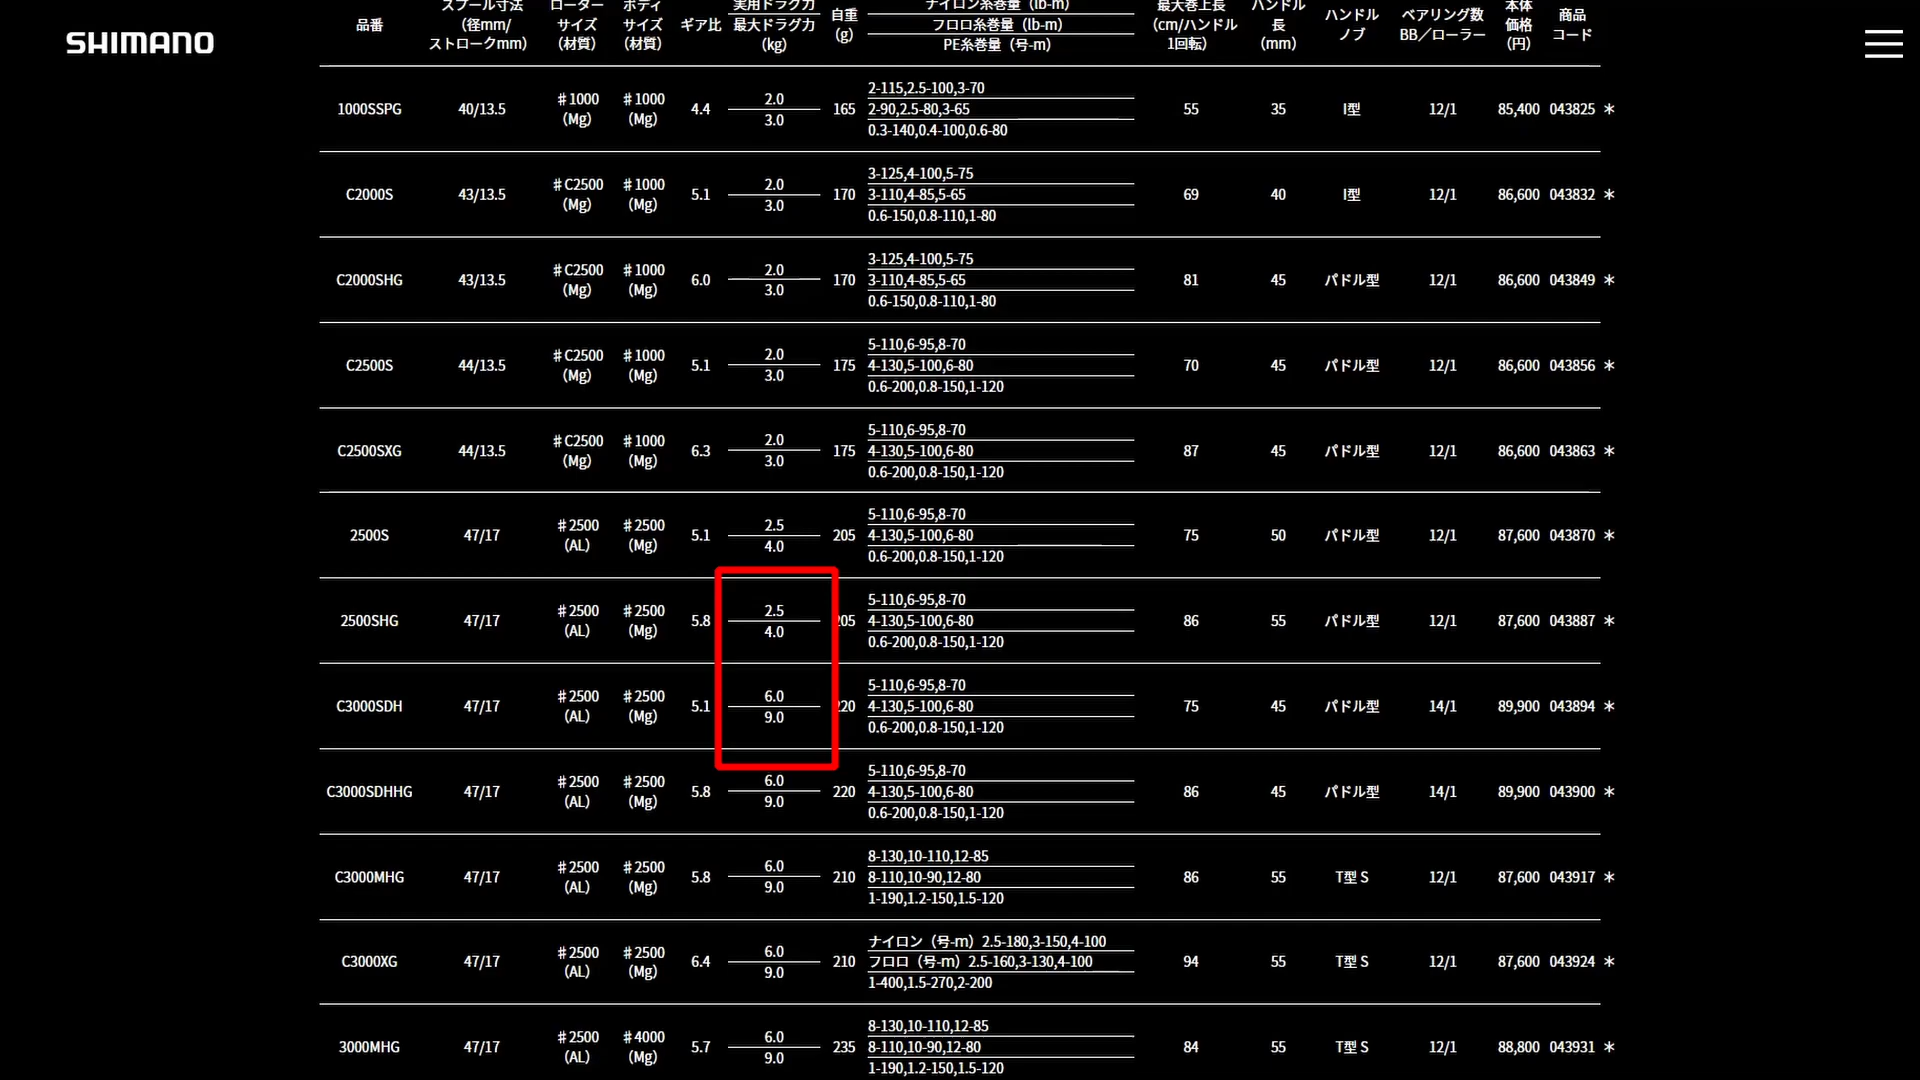 SHIMANO
品番 スプール寸法（径mm/ストロークmm） ローターサイズ（材質） ボディサイズ（材質） ギア比 実用ドラグ力 最大ドラグ力（kg） 自重(g) ナイロン糸巻量（lb-m） フロロ糸巻量（lb-m） PE糸巻量（号-m） 最大巻上長（cm/ハンドル1回転） ハンドル長（mm） ハンドルノブ ベアリング数BB／ローラー 本体価格（円） 商品コード
1000SSPG 40/13.5 ♯1000（Mg） ♯1000（Mg） 4.4 2.0 3.0 165 2-115,2.5-100,3-70 2-90,2.5-80,3-65 0.3-140,0.4-100,0.6-80 55 35 I型 12/1 85,400 043825 ＊
C2000S 43/13.5 ♯C2500（Mg） ♯1000（Mg） 5.1 2.0 3.0 170 3-125,4-100,5-75 3-110,4-85,5-65 0.6-150,0.8-110,1-80 69 40 I型 12/1 86,600 043832 ＊
C2000SHG 43/13.5 ♯C2500（Mg） ♯1000（Mg） 6.0 2.0 3.0 170 3-125,4-100,5-75 3-110,4-85,5-65 0.6-150,0.8-110,1-80 81 45 パドル型 12/1 86,600 043849 ＊
C2500S 44/13.5 ♯C2500（Mg） ♯1000（Mg） 5.1 2.0 3.0 175 5-110,6-95,8-70 4-130,5-100,6-80 0.6-200,0.8-150,1-120 70 45 パドル型 12/1 86,600 043856 ＊
C2500SXG 44/13.5 ♯C2500（Mg） ♯1000（Mg） 6.3 2.0 3.0 175 5-110,6-95,8-70 4-130,5-100,6-80 0.6-200,0.8-150,1-120 87 45 パドル型 12/1 86,600 043863 ＊
2500S 47/17 ♯2500（AL） ♯2500（Mg） 5.1 2.5 4.0 205 5-110,6-95,8-70 4-130,5-100,6-80 0.6-200,0.8-150,1-120 75 50 パドル型 12/1 87,600 043870 ＊
2500SHG 47/17 ♯2500（AL） ♯2500（Mg） 5.8 2.5 4.0 205 5-110,6-95,8-70 4-130,5-100,6-80 0.6-200,0.8-150,1-120 86 55 パドル型 12/1 87,600 043887 ＊
C3000SDH 47/17 ♯2500（AL） ♯2500（Mg） 5.1 6.0 9.0 220 5-110,6-95,8-70 4-130,5-100,6-80 0.6-200,0.8-150,1-120 75 45 パドル型 14/1 89,900 043894 ＊
C3000SDHHG 47/17 ♯2500（AL） ♯2500（Mg） 5.8 6.0 9.0 220 5-110,6-95,8-70 4-130,5-100,6-80 0.6-200,0.8-150,1-120 86 45 パドル型 14/1 89,900 043900 ＊
C3000MHG 47/17 ♯2500（AL） ♯2500（Mg） 5.8 6.0 9.0 210 8-130,10-110,12-85 8-110,10-90,12-80 1-190,1.2-150,1.5-120 86 55 T型 S 12/1 87,600 043917 ＊
C3000XG 47/17 ♯2500（AL） ♯2500（Mg） 6.4 6.0 9.0 210 ナイロン（号-m）2.5-180,3-150,4-100 フロロ（号-m）2.5-160,3-130,4-100 1-400,1.5-270,2-200 94 55 T型 S 12/1 87,600 043924 ＊
3000MHG 47/17 ♯2500（AL） ♯4000（Mg） 5.7 6.0 9.0 235 8-130,10-110,12-85 8-110,10-90,12-80 1-190,1.2-150,1.5-120 84 55 T型 S 12/1 88,800 043931 ＊